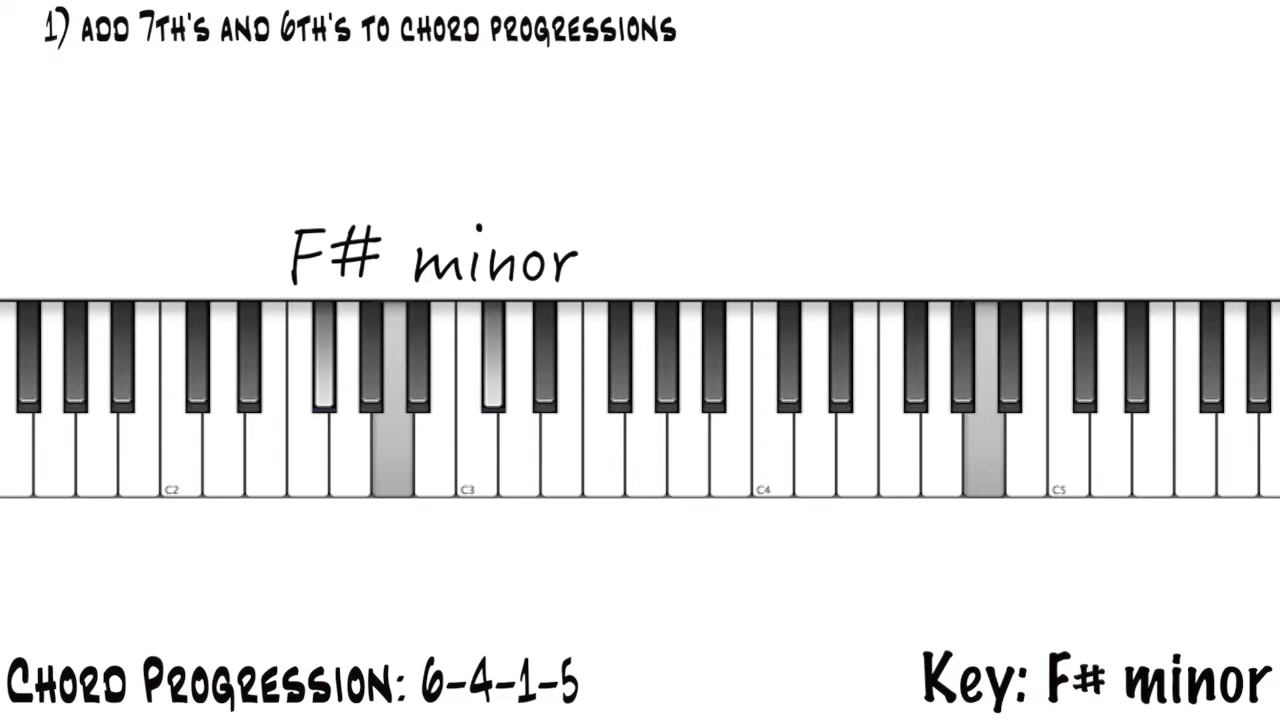 1) ADD 7TH'S AND 6TH'S TO CHORD PROGRESSIONS
F# minor
C2 C3 C4 C5
CHORD PROGRESSION: 6-4-1-5
Key: F# minor